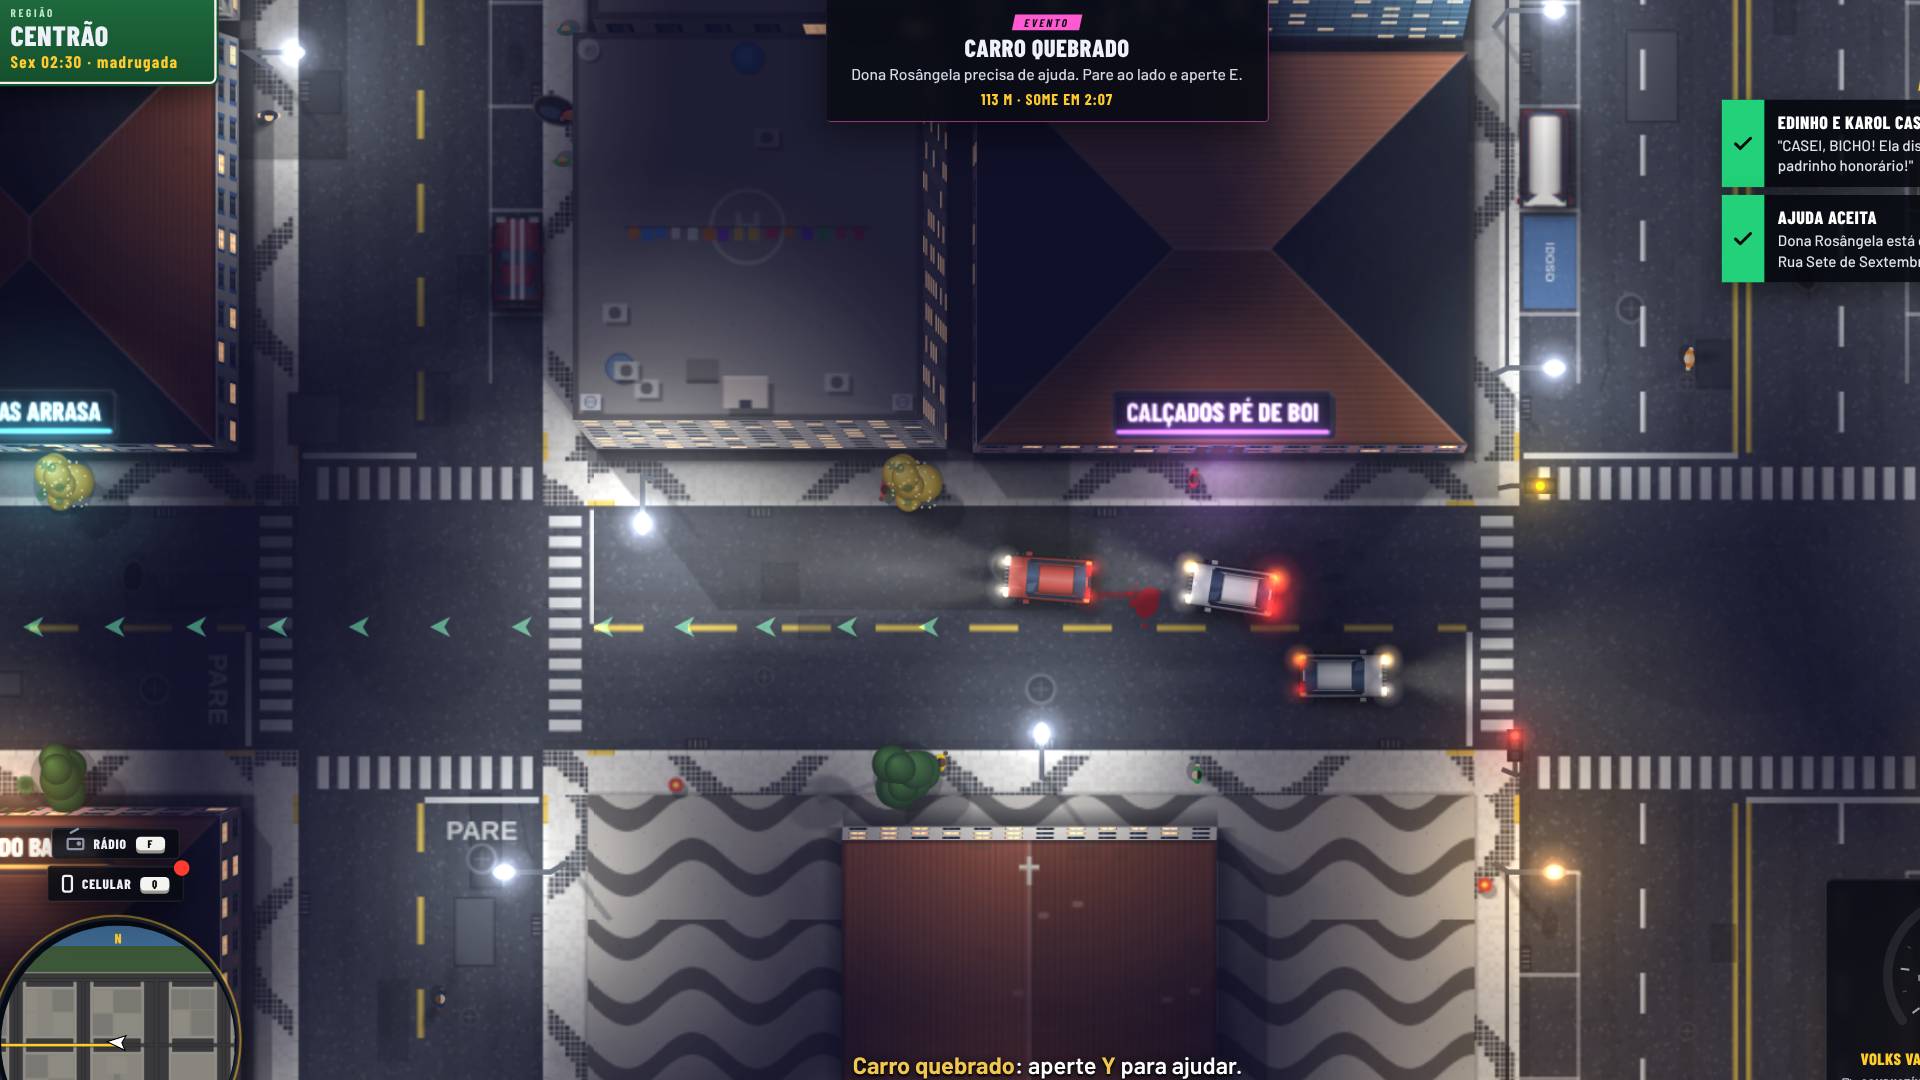 REGIÃO
CENTRÃO
Sex 02:30 · madrugada
EVENTO
CARRO QUEBRADO
Dona Rosângela precisa de ajuda. Pare ao lado e aperte E.
113 M · SOME EM 2:07
EDINHO E KAROL CAS
"CASEI, BICHO! Ela dis
padrinho honorário!"
AJUDA ACEITA
Dona Rosângela está
Rua Sete de Sextemb
H
IDOSO
AS ARRASA
CALÇADOS PÉ DE BOI
PARE
PARE
DO BA
RÁDIO F
CELULAR Q
N
Carro quebrado: aperte Y para ajudar.
VOLKS VA